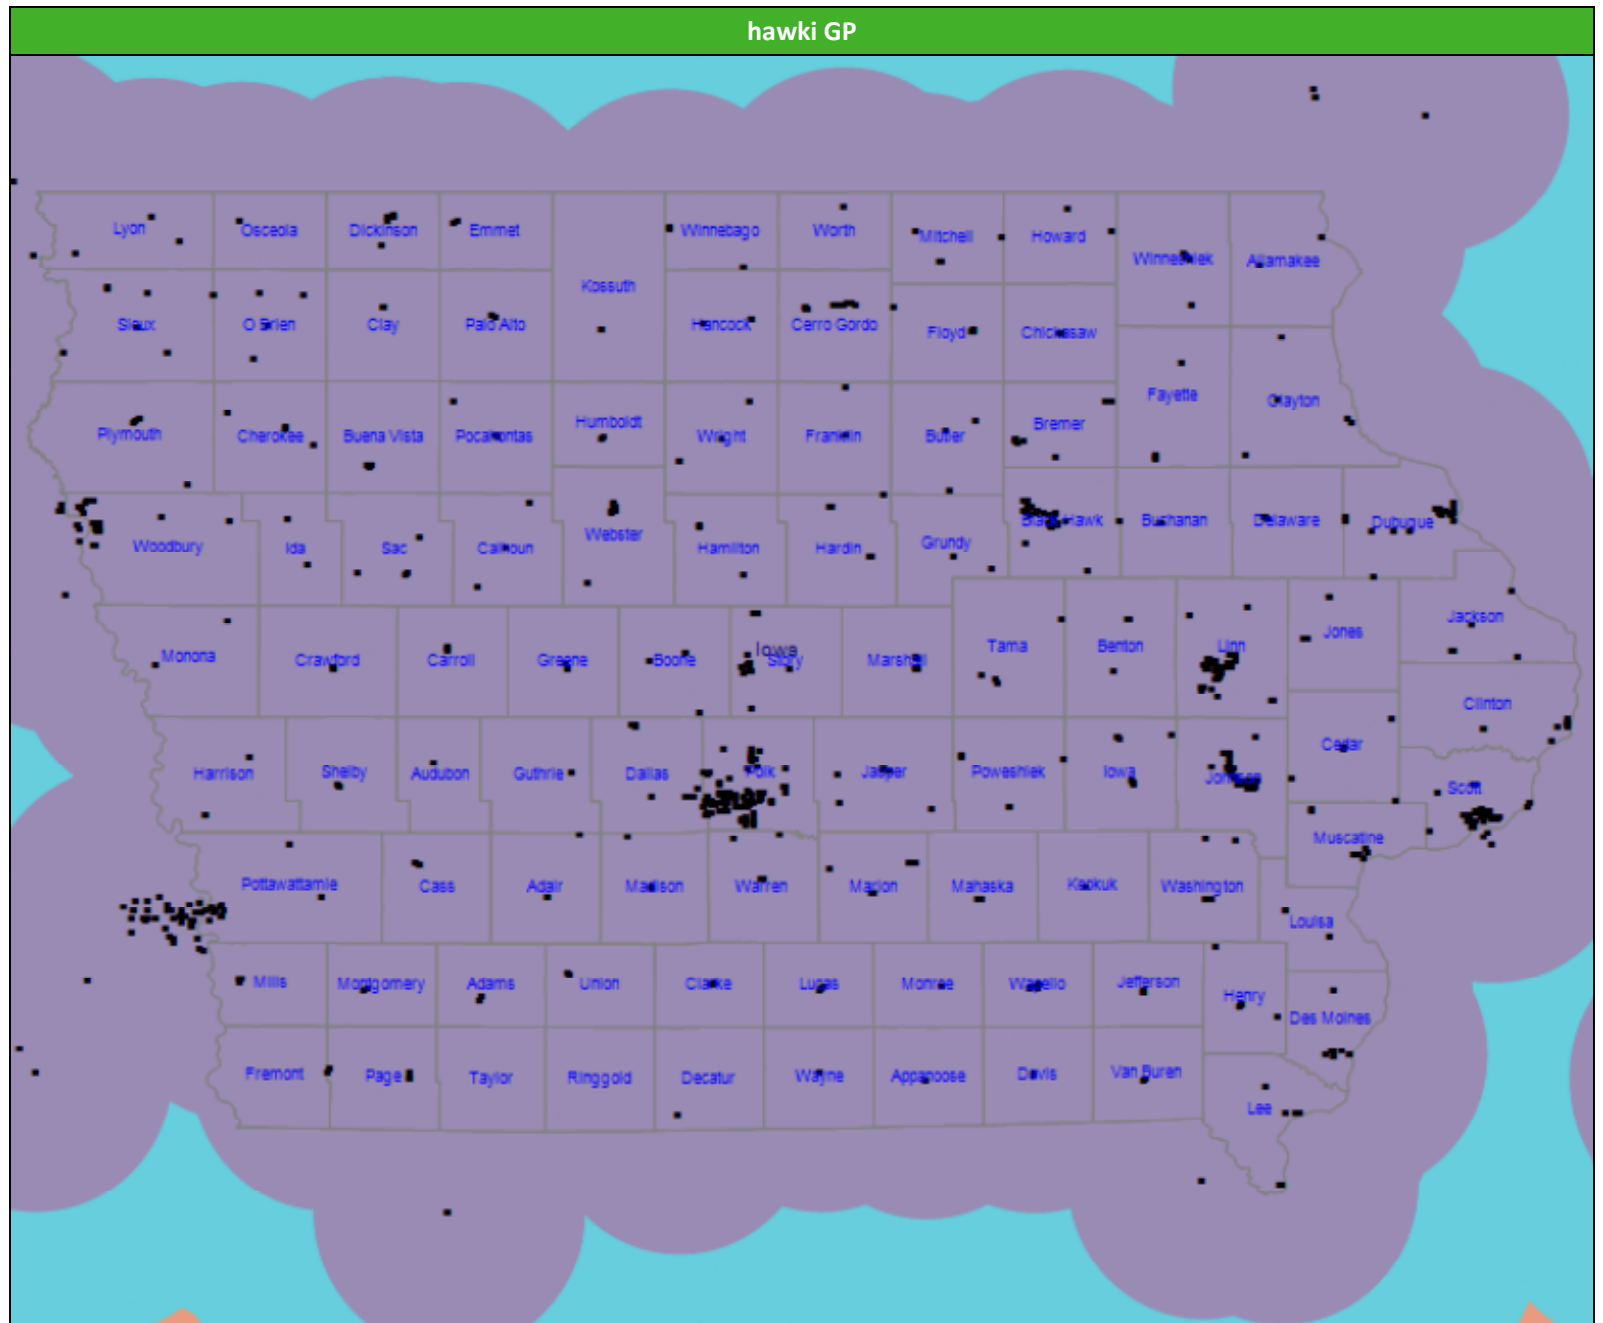 hawki GP
Lyon
Osceola
Dickinson
Emmet
Winnebago
Worth
Mitchell
Howard
Winneshiek
Allamakee
Kossuth
Sioux
O Brien
Clay
Palo Alto
Hancock
Cerro Gordo
Floyd
Chickasaw
Fayette
Clayton
Plymouth
Cherokee
Buena Vista
Pocahontas
Humboldt
Wright
Franklin
Butler
Bremer
Woodbury
Ida
Sac
Calhoun
Webster
Hamilton
Hardin
Grundy
Black Hawk
Buchanan
Delaware
Dubuque
Monona
Crawford
Carroll
Greene
Boone
Iowa
Story
Marshall
Tama
Benton
Linn
Jones
Jackson
Clinton
Harrison
Shelby
Audubon
Guthrie
Dallas
Polk
Jasper
Poweshiek
Iowa
Johnson
Cedar
Scott
Muscatine
Pottawattamie
Cass
Adair
Madison
Warren
Marion
Mahaska
Keokuk
Washington
Louisa
Mills
Montgomery
Adams
Union
Clarke
Lucas
Monroe
Wapello
Jefferson
Henry
Des Moines
Fremont
Page
Taylor
Ringgold
Decatur
Wayne
Appanoose
Davis
Van Buren
Lee